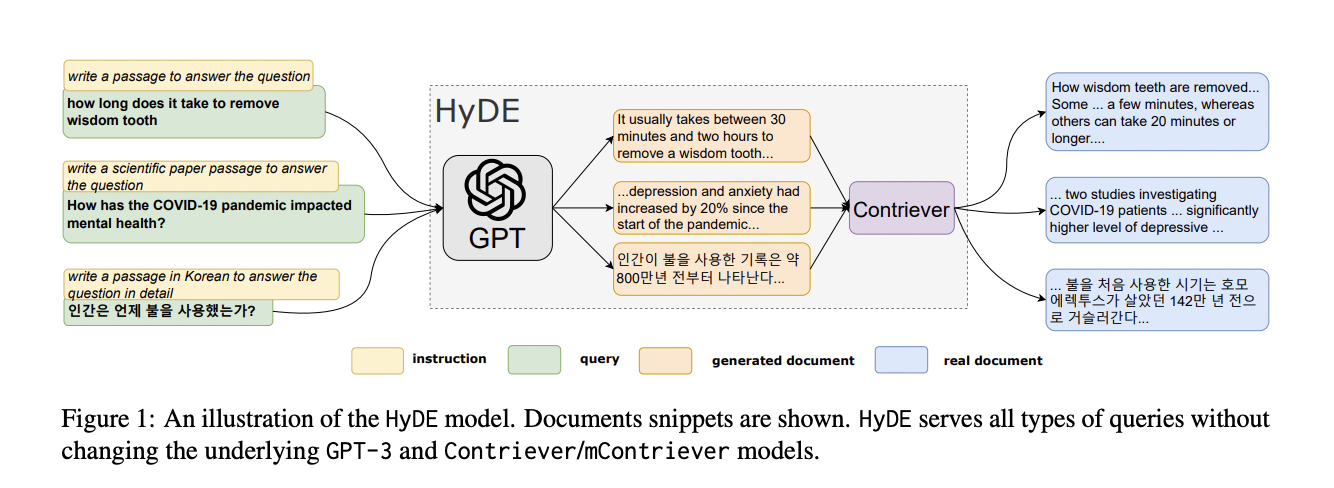 write a passage to answer the question
how long does it take to remove
wisdom tooth
write a scientific paper passage to answer
the question
How has the COVID-19 pandemic impacted
mental health?
write a passage in Korean to answer the
question in detail
인간은 언제 불을 사용했는가?
HyDE
GPT
It usually takes between 30
minutes and two hours to
remove a wisdom tooth...
...depression and anxiety had
increased by 20% since the
start of the pandemic...
인간이 불을 사용한 기록은 약
800만년 전부터 나타난다...
Contriever
How wisdom teeth are removed...
Some ... a few minutes, whereas
others can take 20 minutes or
longer....
... two studies investigating
COVID-19 patients ... significantly
higher level of depressive ...
... 불을 처음 사용한 시기는 호모
에렉투스가 살았던 142만 년 전으
로 거슬러간다...
instruction
query
generated document
real document
Figure 1: An illustration of the HyDE model. Documents snippets are shown. HyDE serves all types of queries without
changing the underlying GPT-3 and Contriever/mContriever models.